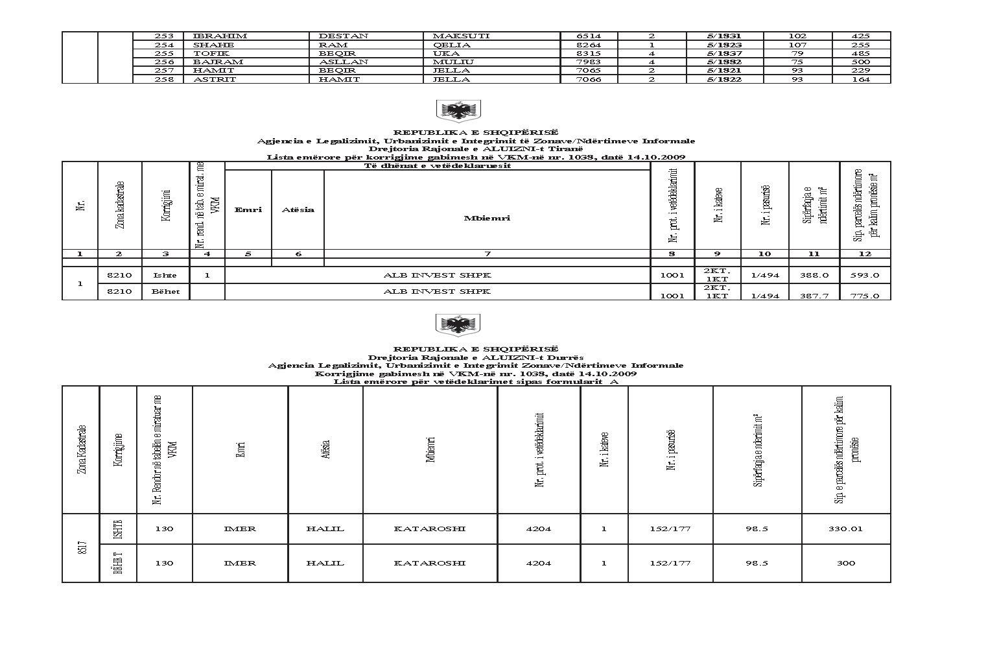 253 IBRAHIM DESTAN MAKSUTI 6514 2 5/1831 102 425
254 SHAHE RAM QELIA 8264 1 5/1823 107 255
255 TOFIK BEQIR UKA 8315 4 5/1837 79 485
256 BAJRAM ASLLAN MULIU 7983 4 5/1882 75 500
257 HAMIT BEQIR JELLA 7065 2 5/1821 93 229
258 ASTRIT HAMIT JELLA 7066 2 5/1822 93 164
REPUBLIKA E SHQIPËRISË
Agjencia e Legalizimit, Urbanizimit e Integrimit të Zonave/Ndërtimeve Informale
Drejtoria Rajonale e ALUIZNI-t Tiranë
Lista emërore për korrigjime gabimesh në VKM-në nr. 1038, datë 14.10.2009
Nr.
Zona kadastrale
Korrigjimi
Nr. rend. në tab. e mirat. me
VKM
Të dhënat e vetëdeklaruesit
Emri
Atësia
Mbiemri
Nr. prot. i vetëdeklarimit
Nr. i kateve
Nr. i pasurisë
Sipërfaqja e
ndërtimit m²
Sip. parcelës ndërtimore
për kalim pronësie m²
1 2 3 4 5 6 7 8 9 10 11 12
1
8210 Ishte 1 ALB INVEST SHPK 1001 2KT, 1KT 1/494 388.0 593.0
8210 Bëhet ALB INVEST SHPK 1001 2KT, 1KT 1/494 387.7 775.0
REPUBLIKA E SHQIPËRISË
Drejtoria Rajonale e ALUIZNI-t Durrës
Agjencia Legalizimit, Urbanizimit e Integrimit Zonave/Ndërtimeve Informale
Korrigjime gabimesh në VKM-në nr. 1038, datë 14.10.2009
Lista emërore për vetëdeklarimet sipas formularit A
Zona Kadastrale
Korrigjime
Nr. Rendor në tabelën e miratuar me
VKM
Emri
Atësia
Mbiemri
Nr. prot. i vetëdeklarimit
Nr. i kateve
Nr. i pasurisë
Sipërfaqja e nderimit m²
Sip. e parcelës ndërtimore për kalim
pronësie
8517
ISHTE 130 IMER HALIL KATAROSHI 4204 1 152/177 98.5 330.01
BËHET 130 IMER HALIL KATAROSHI 4204 1 152/177 98.5 300